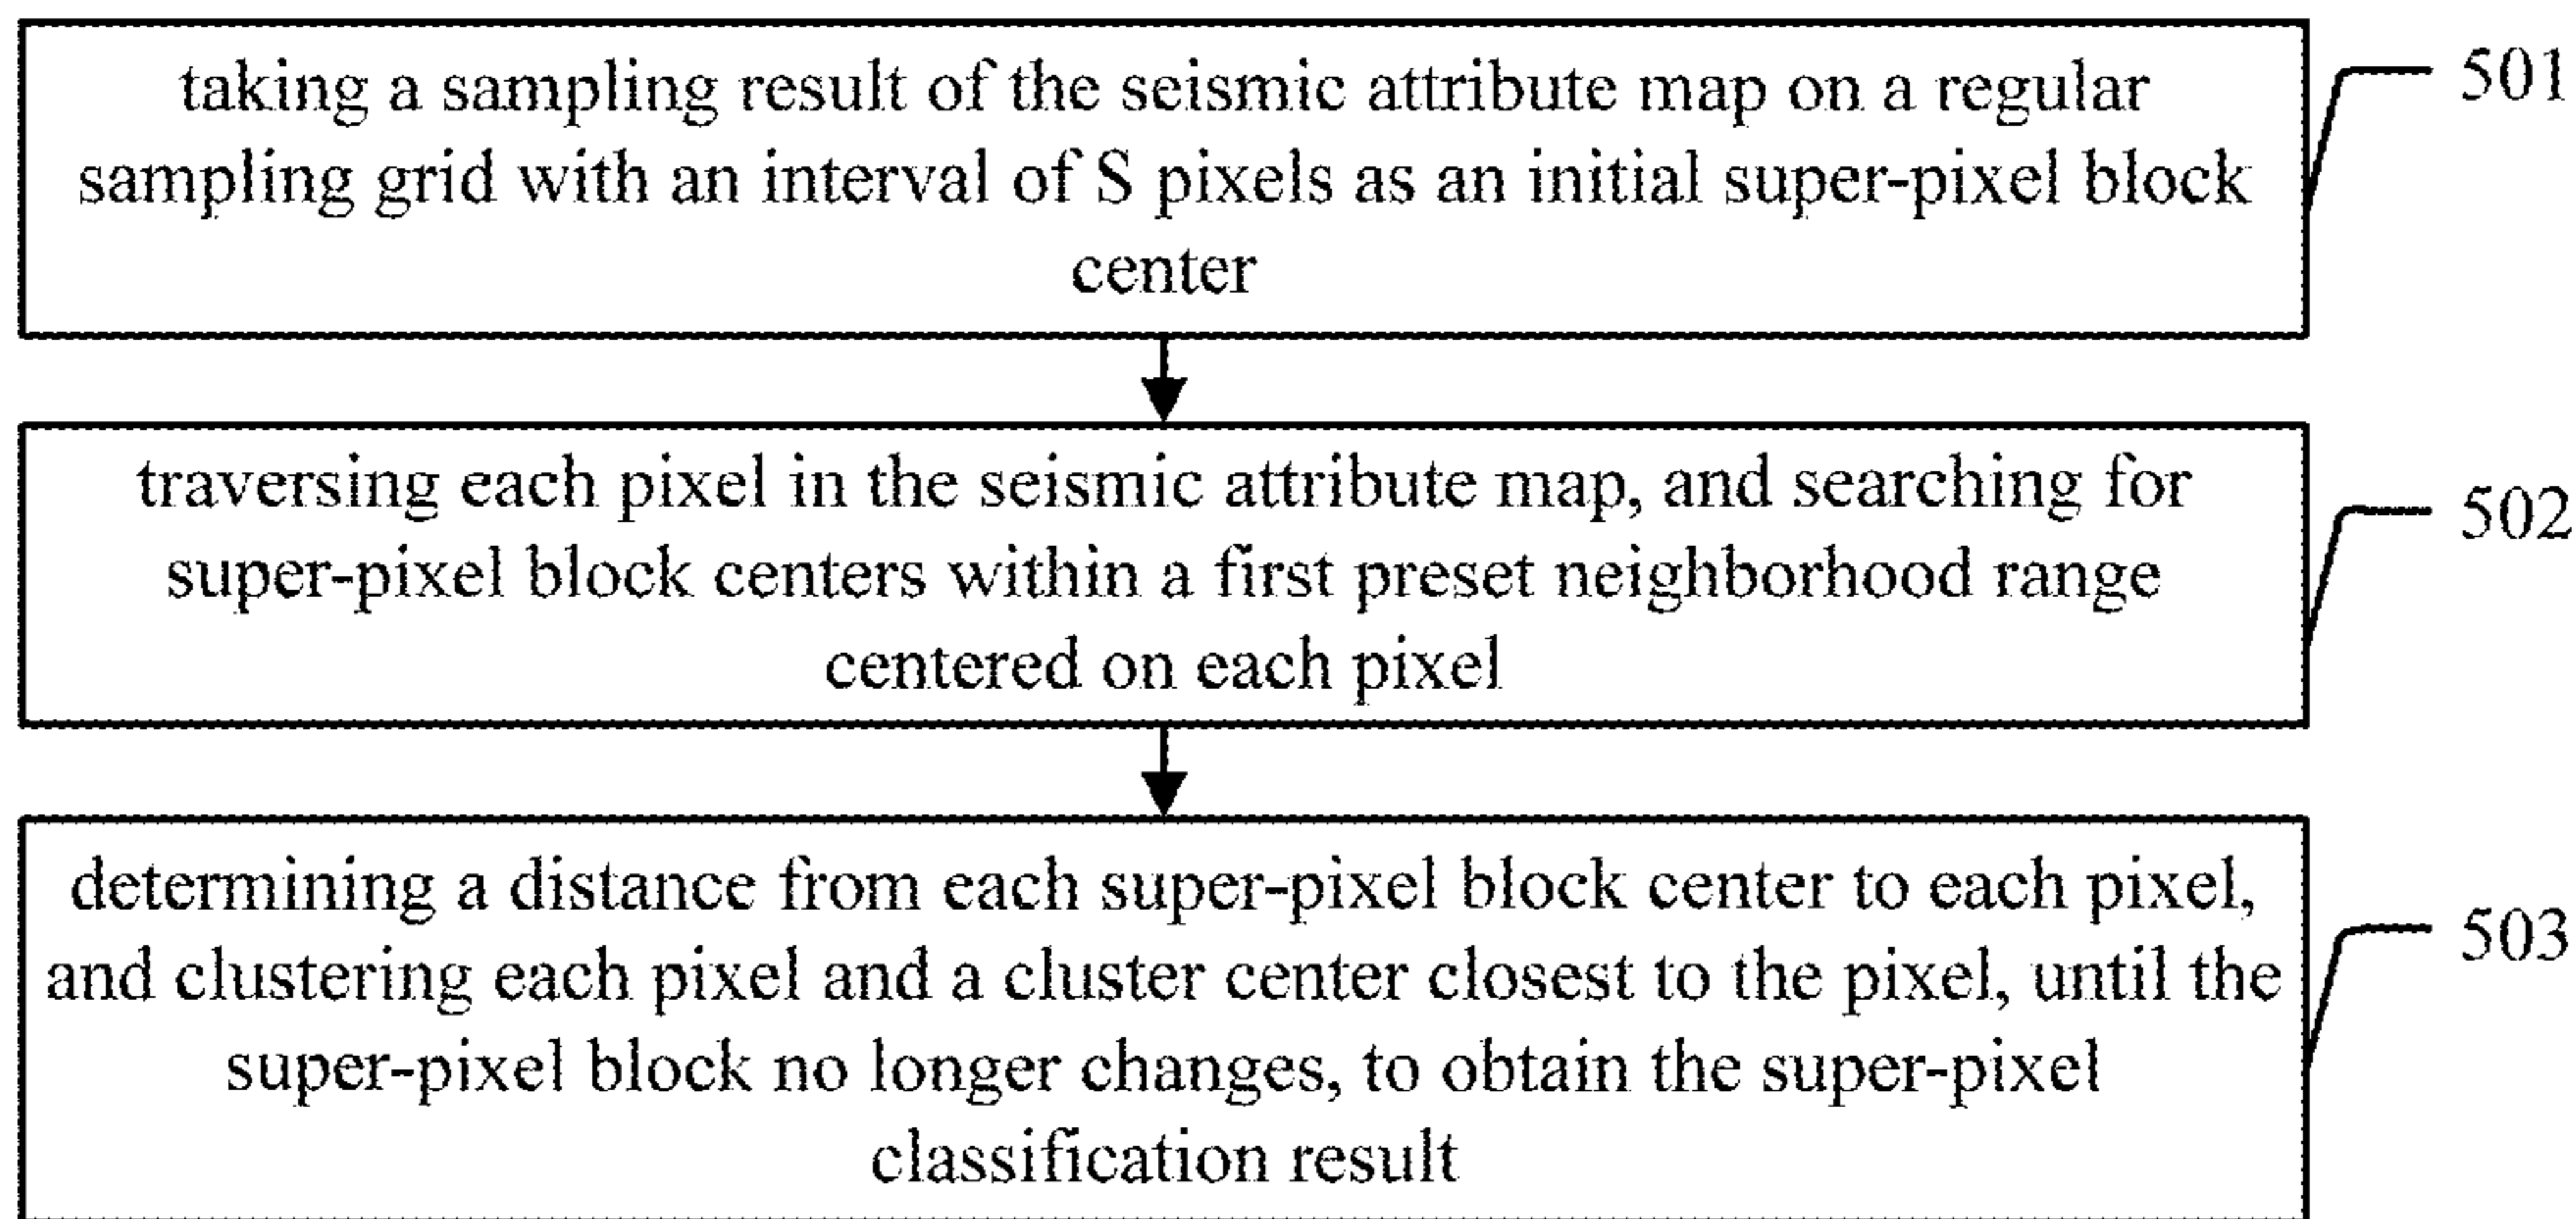 taking a sampling result of the seismic attribute map on a regular
sampling grid with an interval of S pixels as an initial super-pixel block
center
501
traversing each pixel in the seismic attribute map, and searching for
super-pixel block centers within a first preset neighborhood range
centered on each pixel
502
determining a distance from each super-pixel block center to each pixel,
and clustering each pixel and a cluster center closest to the pixel, until the
super-pixel block no longer changes, to obtain the super-pixel
classification result
503